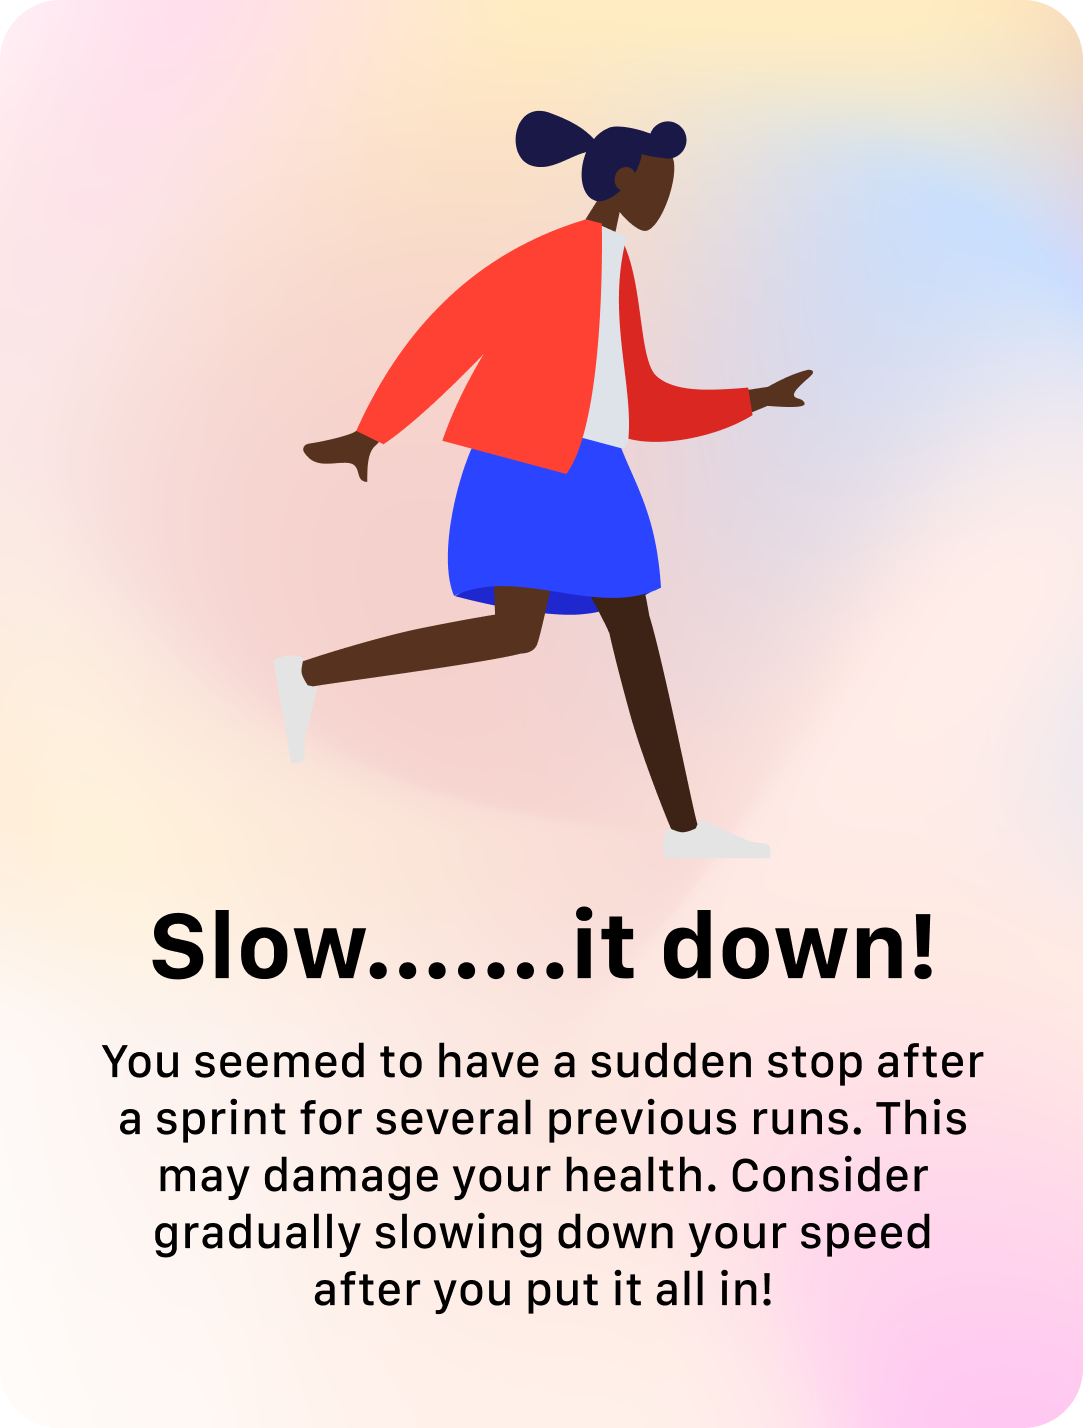 Slow.......it down!
You seemed to have a sudden stop after
a sprint for several previous runs. This
may damage your health. Consider
gradually slowing down your speed
after you put it all in!